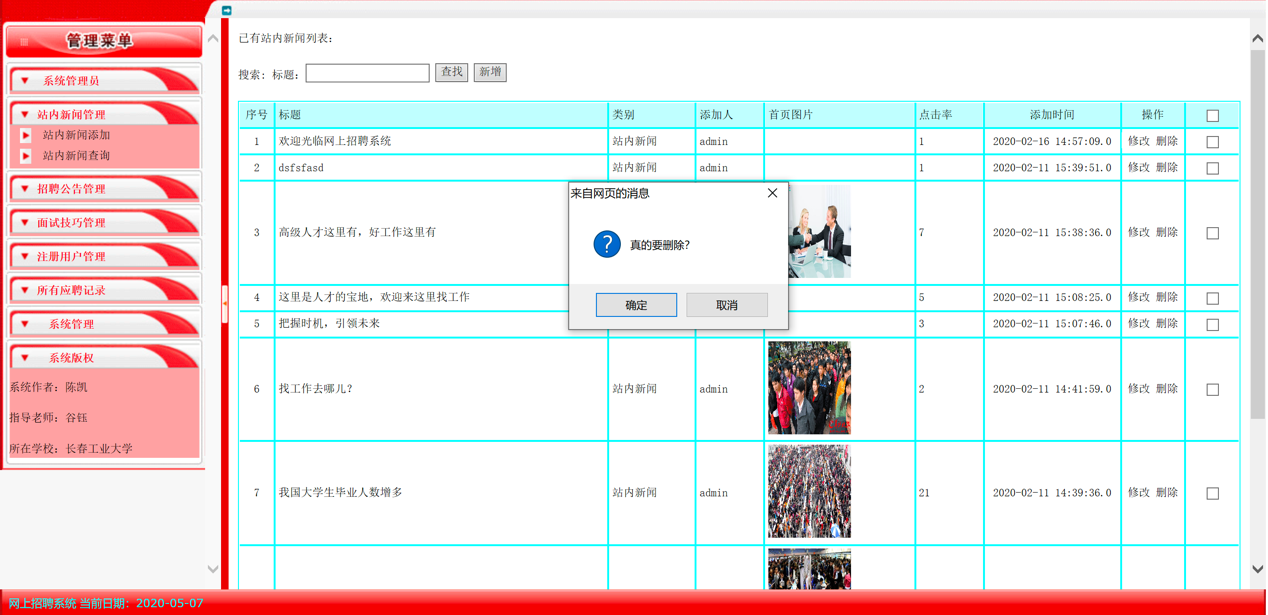 管理菜单
系统管理员
站内新闻管理
站内新闻添加
站内新闻查询
招聘公告管理
面试技巧管理
注册用户管理
所有应聘记录
系统管理
系统版权
系统作者：陈凯
指导老师：谷钰
所在学校：长春工业大学
已有站内新闻列表：
搜索：标题： 查找 新增
序号 标题 类别 添加人 首页图片 点击率 添加时间 操作
1 欢迎光临网上招聘系统 站内新闻 admin 1 2020-02-16 14:57:09.0 修改 删除
2 dsfsfasd 站内新闻 admin 1 2020-02-11 15:39:51.0 修改 删除
3 高级人才这里有，好工作这里有 7 2020-02-11 15:38:36.0 修改 删除
4 这里是人才的宝地，欢迎来这里找工作 5 2020-02-11 15:08:25.0 修改 删除
5 把握时机，引领未来 3 2020-02-11 15:07:46.0 修改 删除
6 找工作去哪儿？ 站内新闻 admin 2 2020-02-11 14:41:59.0 修改 删除
7 我国大学生毕业人数增多 站内新闻 admin 21 2020-02-11 14:39:36.0 修改 删除
来自网页的消息
真的要删除?
确定 取消
网上招聘系统 当前日期：2020-05-07